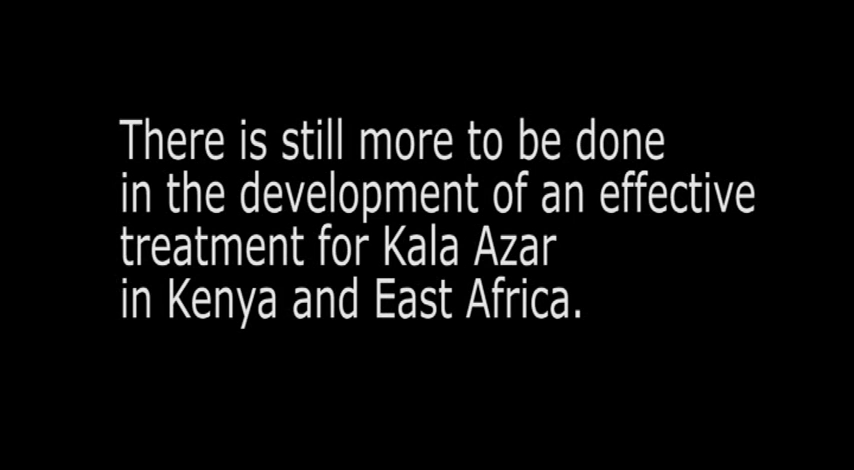 There is still more to be done
in the development of an effective
treatment for Kala Azar
in Kenya and East Africa.